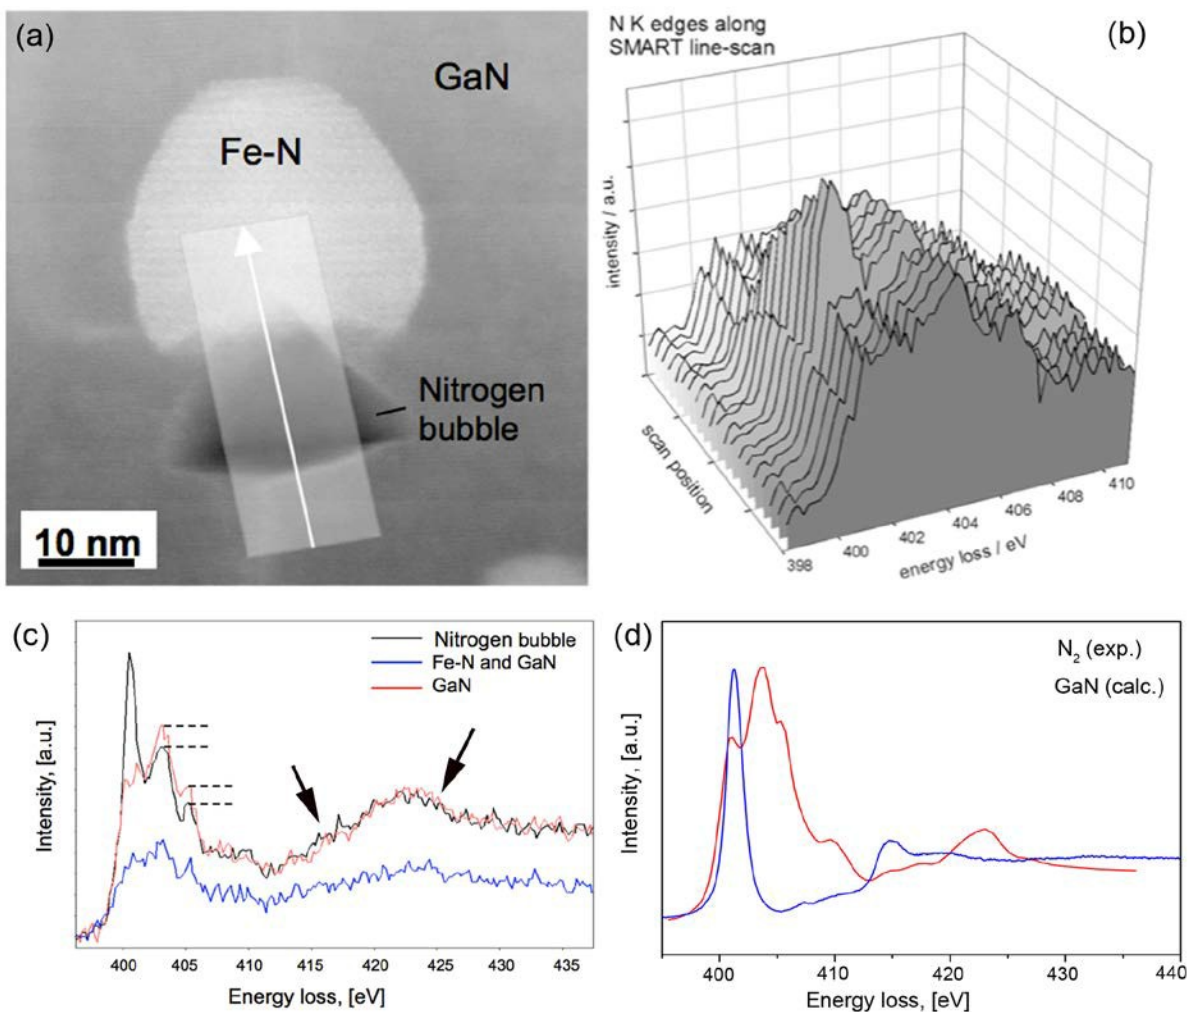 (a)
GaN
Fe-N
Nitrogen
bubble
10 nm
N K edges along
SMART line-scan
(b)
intensity / a.u.
scan position
398
400
402
404
406
408
410
energy loss / eV
(c)
Nitrogen bubble
Fe-N and GaN
GaN
Intensity, [a.u.]
400 405 410 415 420 425 430 435
Energy loss, [eV]
(d)
N₂ (exp.)
GaN (calc.)
Intensity, [a.u.]
400 410 420 430 440
Energy loss, [eV]